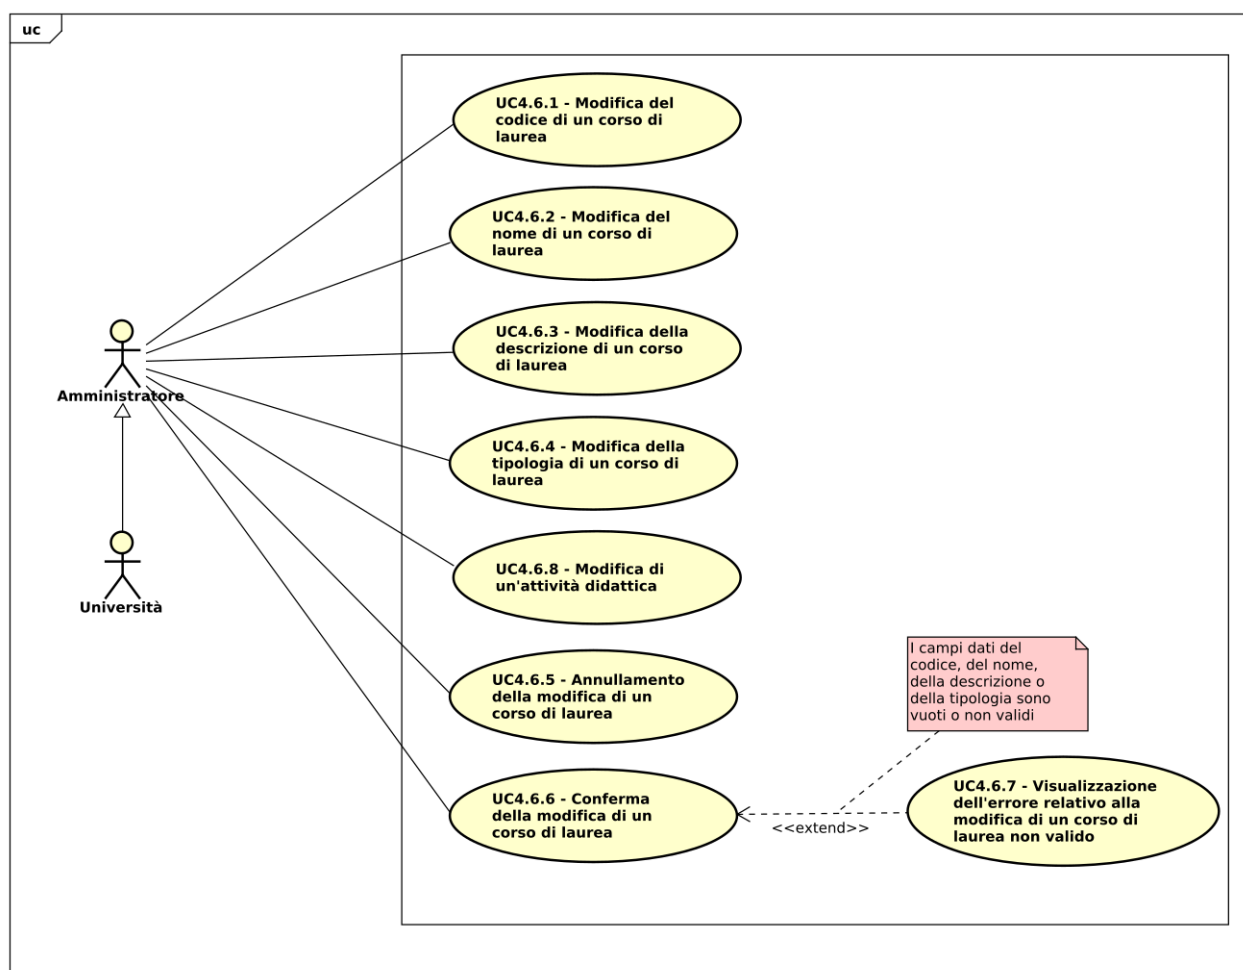 uc
UC4.6.1 - Modifica del
codice di un corso di
laurea
UC4.6.2 - Modifica del
nome di un corso di
laurea
UC4.6.3 - Modifica della
descrizione di un corso
di laurea
Amministratore
UC4.6.4 - Modifica della
tipologia di un corso di
laurea
UC4.6.8 - Modifica di
un'attività didattica
Università
UC4.6.5 - Annullamento
della modifica di un
corso di laurea
I campi dati del
codice, del nome,
della descrizione o
della tipologia sono
vuoti o non validi
UC4.6.6 - Conferma
della modifica di un
corso di laurea
<<extend>>
UC4.6.7 - Visualizzazione
dell'errore relativo alla
modifica di un corso di
laurea non valido